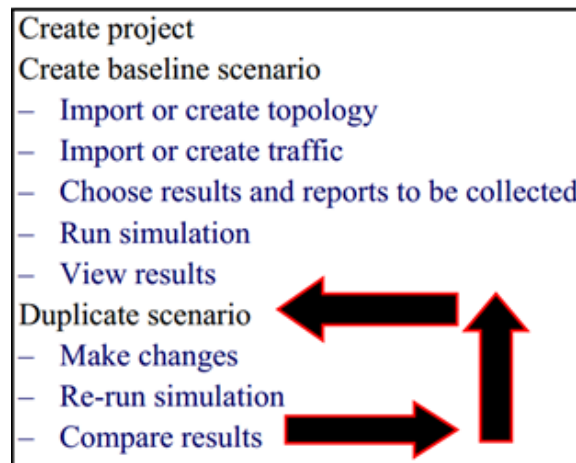 Create project
Create baseline scenario
– Import or create topology
– Import or create traffic
– Choose results and reports to be collected
– Run simulation
– View results
Duplicate scenario
– Make changes
– Re-run simulation
– Compare results